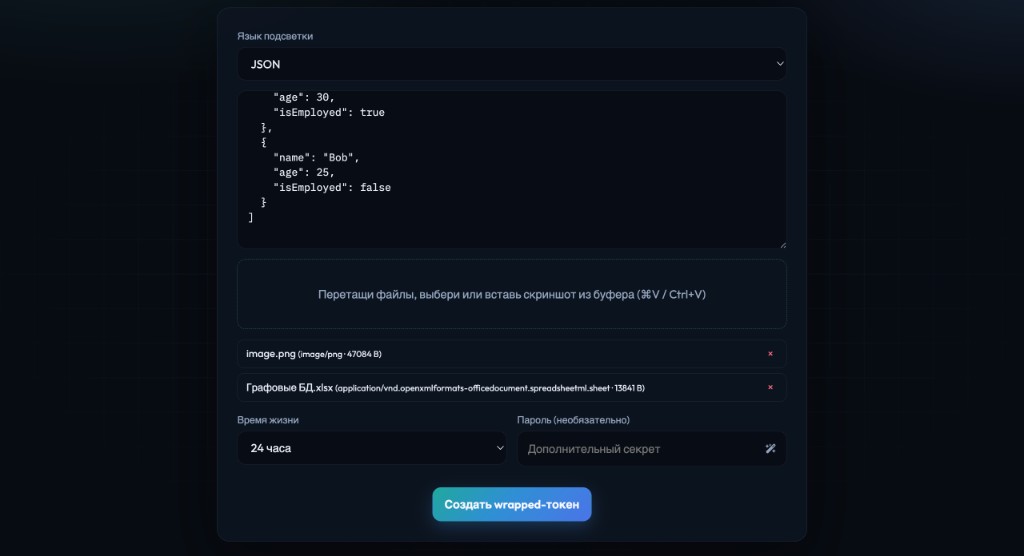 Язык подсветки
JSON
    "age": 30,
    "isEmployed": true
  },
  {
    "name": "Bob",
    "age": 25,
    "isEmployed": false
  }
]
Перетащи файлы, выбери или вставь скриншот из буфера (⌘V / Ctrl+V)
image.png (image/png · 47084 B) ×
Графовые БД.xlsx (application/vnd.openxmlformats-officedocument.spreadsheetml.sheet · 13841 B) ×
Время жизни
24 часа
Пароль (необязательно)
Дополнительный секрет
Создать wrapped-токен